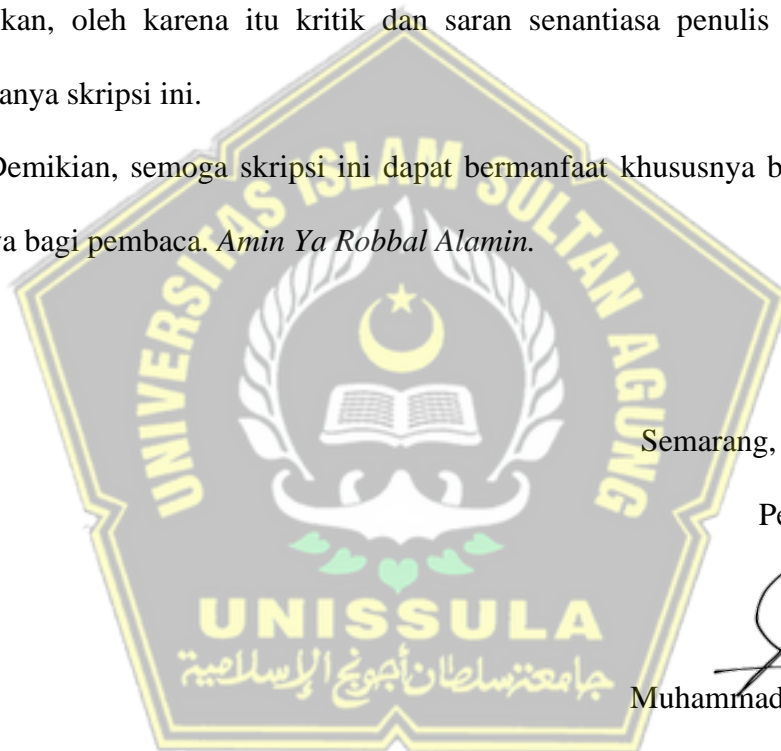 kan, oleh karena itu kritik dan saran senantiasa penulis
anya skripsi ini.
Demikian, semoga skripsi ini dapat bermanfaat khususnya b
a bagi pembaca. Amin Ya Robbal Alamin.
UNIVERSITAS ISLAM SULTAN AGUNG
Semarang,
Pe
UNISSULA
جامعة سلطان أجونج الإسلامية
Muhammad